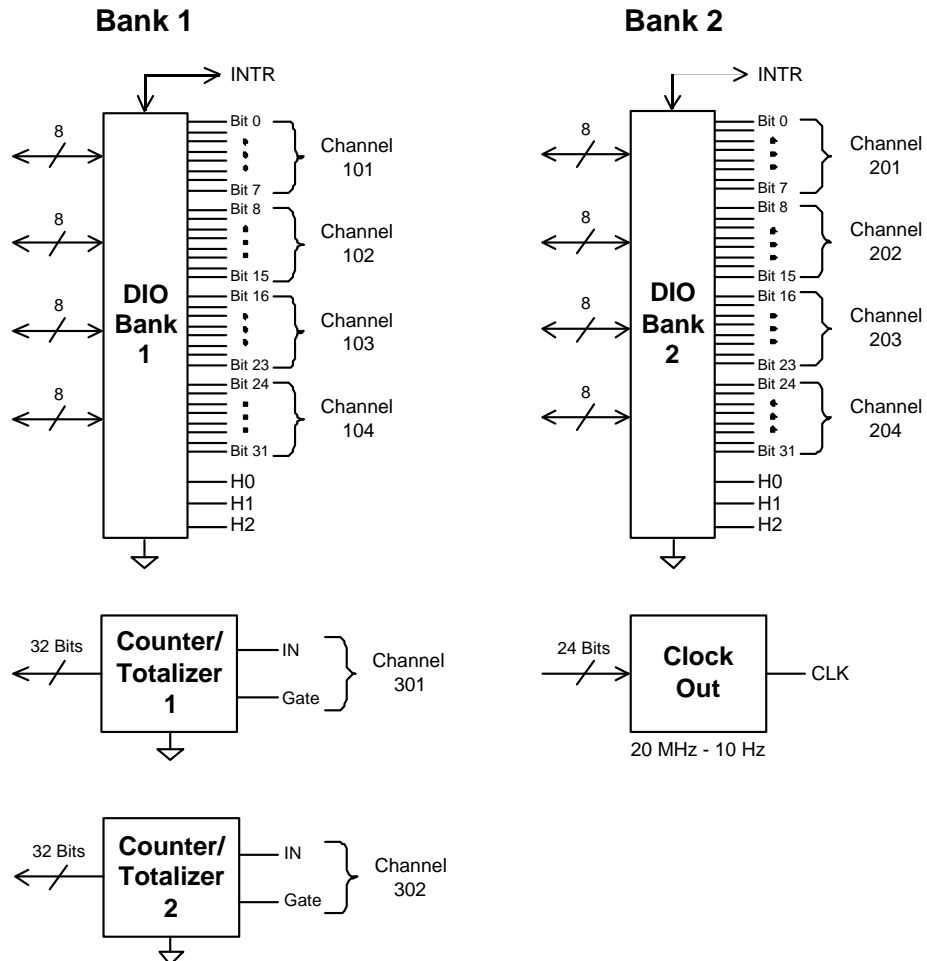 Bank 1
INTR
8
8
8
8
DIO
Bank
1
Bit 0
Bit 7
Bit 8
Bit 15
Bit 16
Bit 23
Bit 24
Bit 31
H0
H1
H2
Channel
101
Channel
102
Channel
103
Channel
104
Bank 2
INTR
8
8
8
8
DIO
Bank
2
Bit 0
Bit 7
Bit 8
Bit 15
Bit 16
Bit 23
Bit 24
Bit 31
H0
H1
H2
Channel
201
Channel
202
Channel
203
Channel
204
32 Bits
Counter/
Totalizer
1
IN
Gate
Channel
301
24 Bits
Clock
Out
CLK
20 MHz - 10 Hz
32 Bits
Counter/
Totalizer
2
IN
Gate
Channel
302